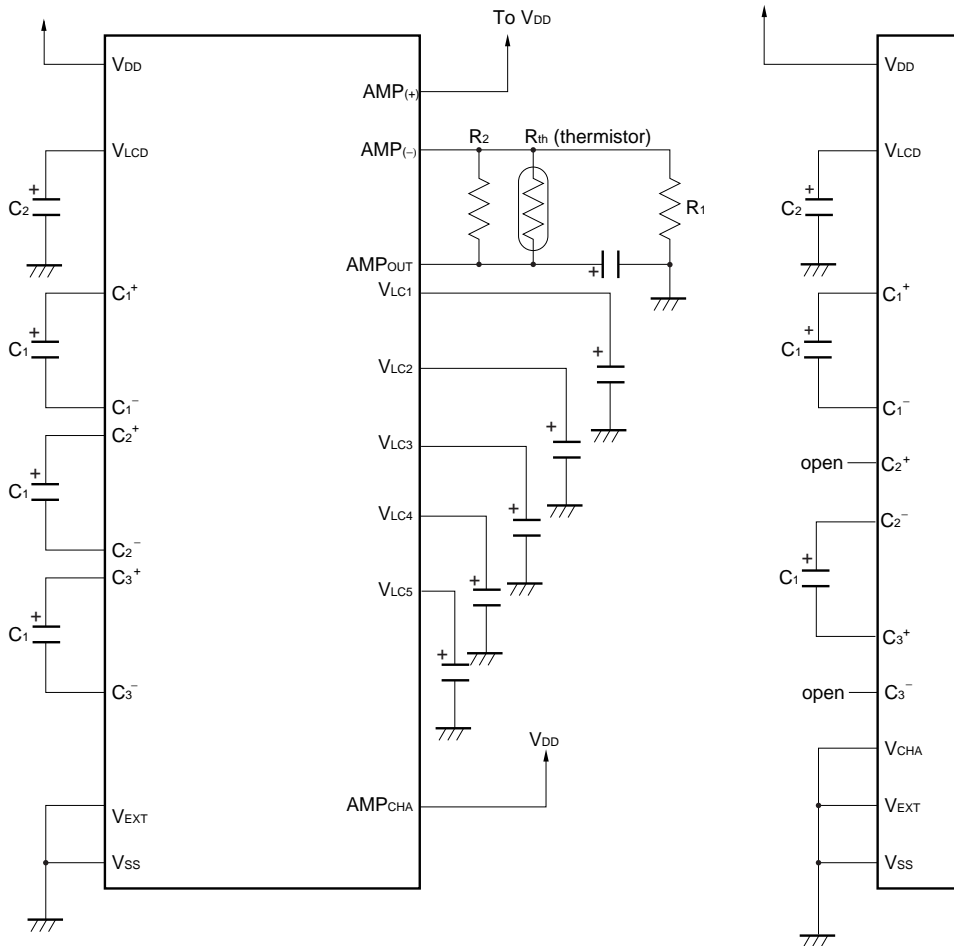 To VDD
VDD
AMP(+)
R2 Rth (thermistor)
AMP(−)
VLCD
+
C2
R1
AMPOUT
+
VLC1
C1+
+
C1
C1−
+
VLC2
C2+
+
C1
C2−
+
VLC3
C3+
+
C1
C3−
+
VLC4
+
VLC5
+
VDD
AMPCHA
VEXT
VSS
VDD
VLCD
+
C2
C1+
+
C1
C1−
open C2+
C2−
+
C1
C3+
open C3−
VCHA
VEXT
VSS